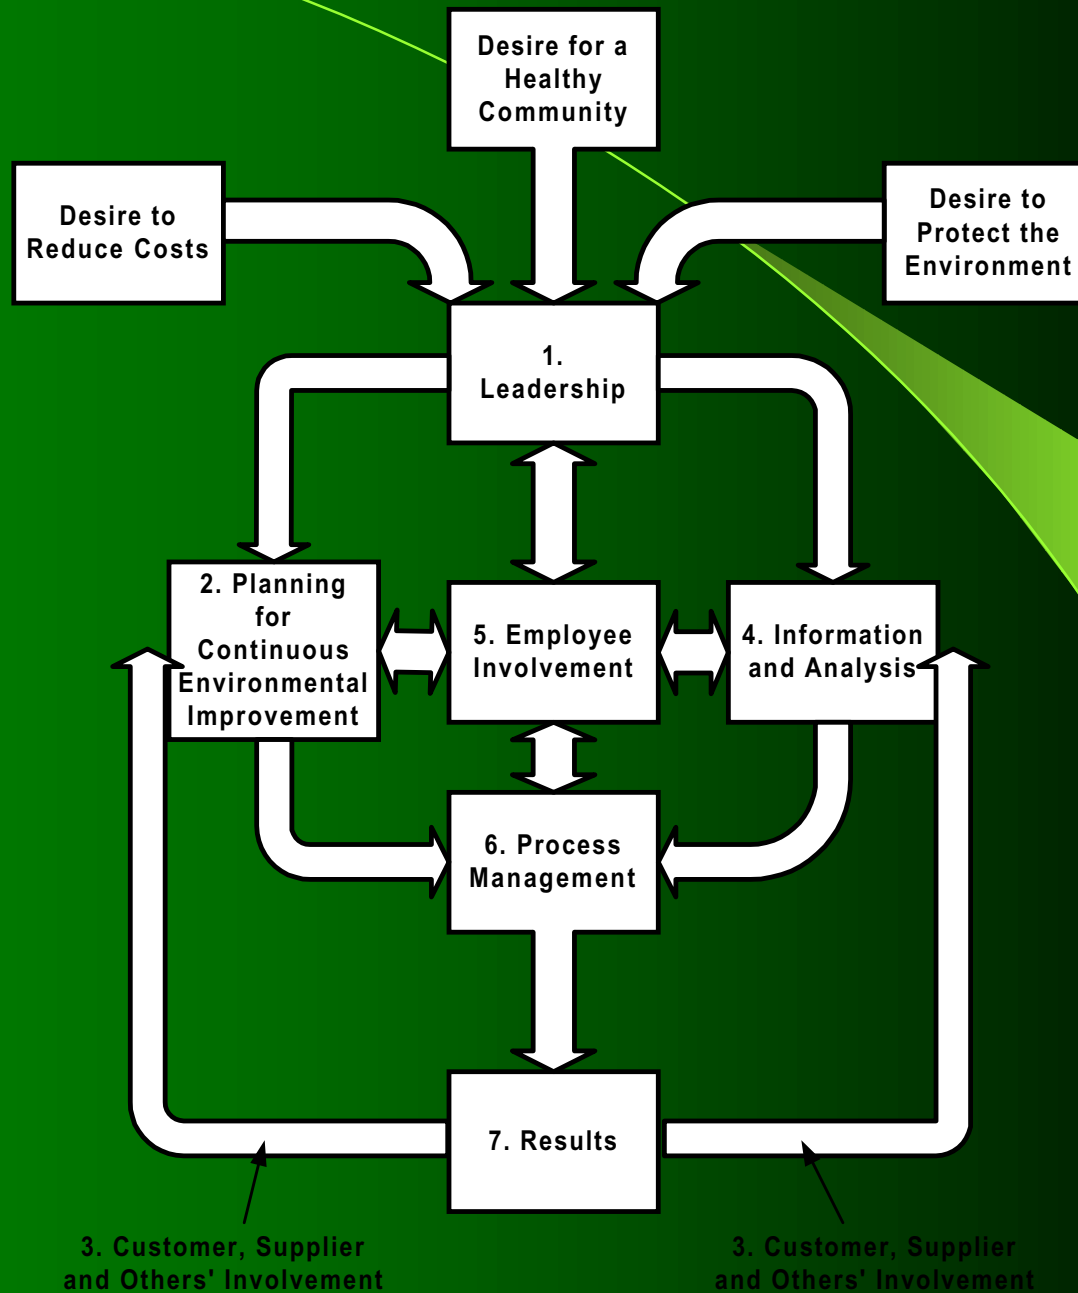 Desire for a
Healthy
Community
Desire to
Reduce Costs
Desire to
Protect the
Environment
1.
Leadership
2. Planning
for
Continuous
Environmental
Improvement
5. Employee
Involvement
4. Information
and Analysis
6. Process
Management
7. Results
3. Customer, Supplier
and Others' Involvement
3. Customer, Supplier
and Others' Involvement